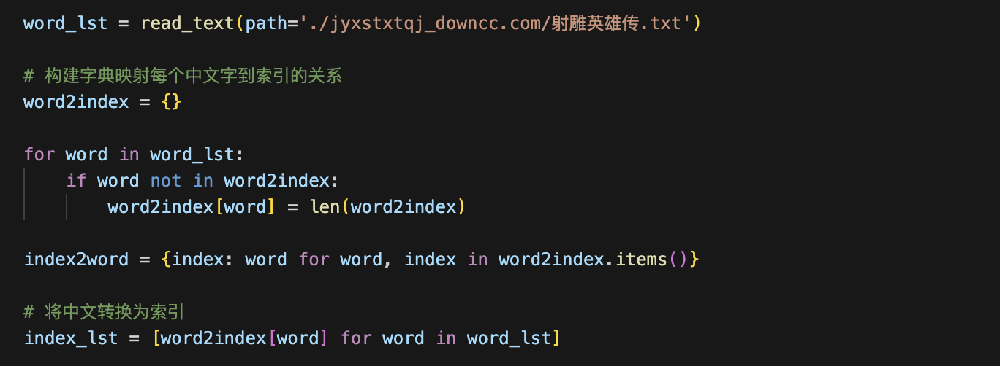 word_lst = read_text(path='./jyxstxtqj_downcc.com/射雕英雄传.txt')
# 构建字典映射每个中文字到索引的关系
word2index = {}
for word in word_lst:
    if word not in word2index:
        word2index[word] = len(word2index)
index2word = {index: word for word, index in word2index.items()}
# 将中文转换为索引
index_lst = [word2index[word] for word in word_lst]